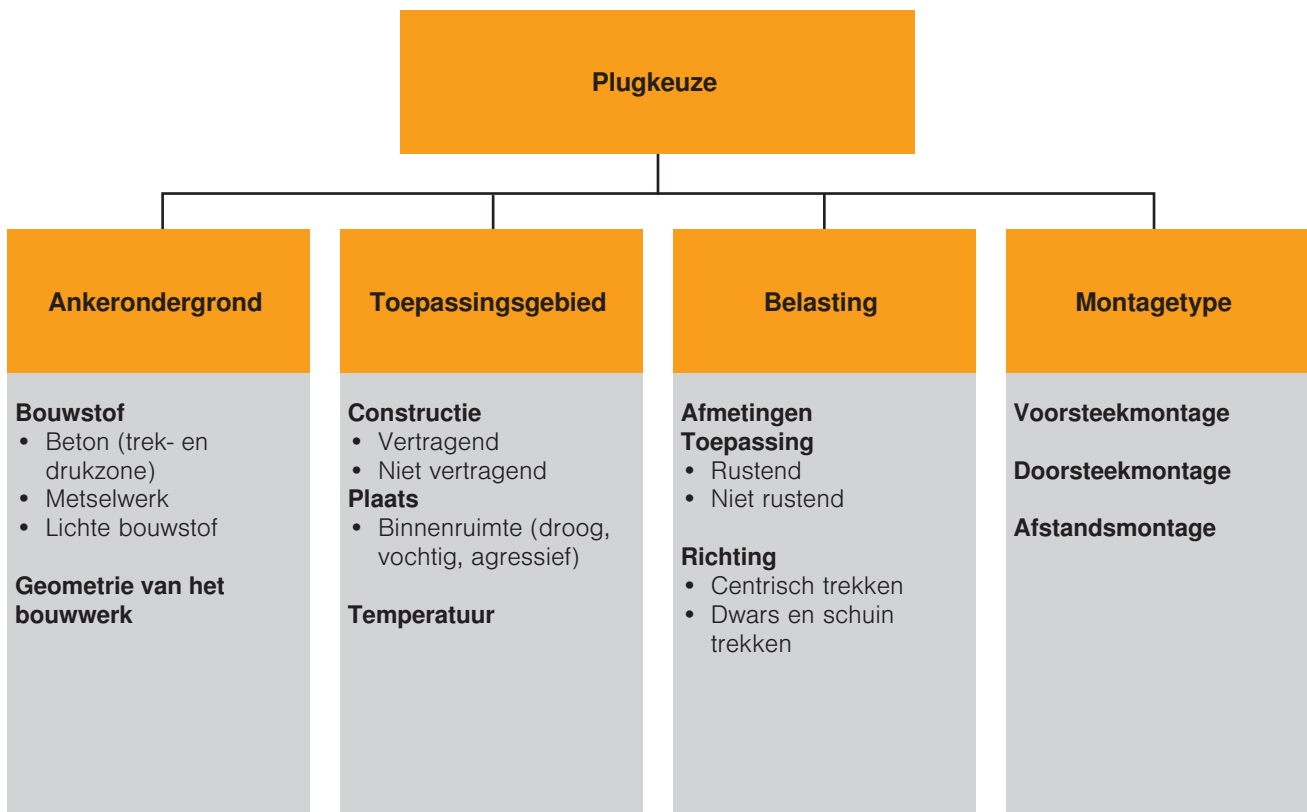 Plugkeuze
Ankerondergrond
Bouwstof
• Beton (trek- en
drukzone)
• Metselwerk
• Lichte bouwstof
Geometrie van het
bouwwerk
Toepassingsgebied
Constructie
• Vertragend
• Niet vertragend
Plaats
• Binnenruimte (droog,
vochtig, agressief)
Temperatuur
Belasting
Afmetingen
Toepassing
• Rustend
• Niet rustend
Richting
• Centrisch trekken
• Dwars en schuin
trekken
Montagetype
Voorsteekmontage
Doorsteekmontage
Afstandsmontage